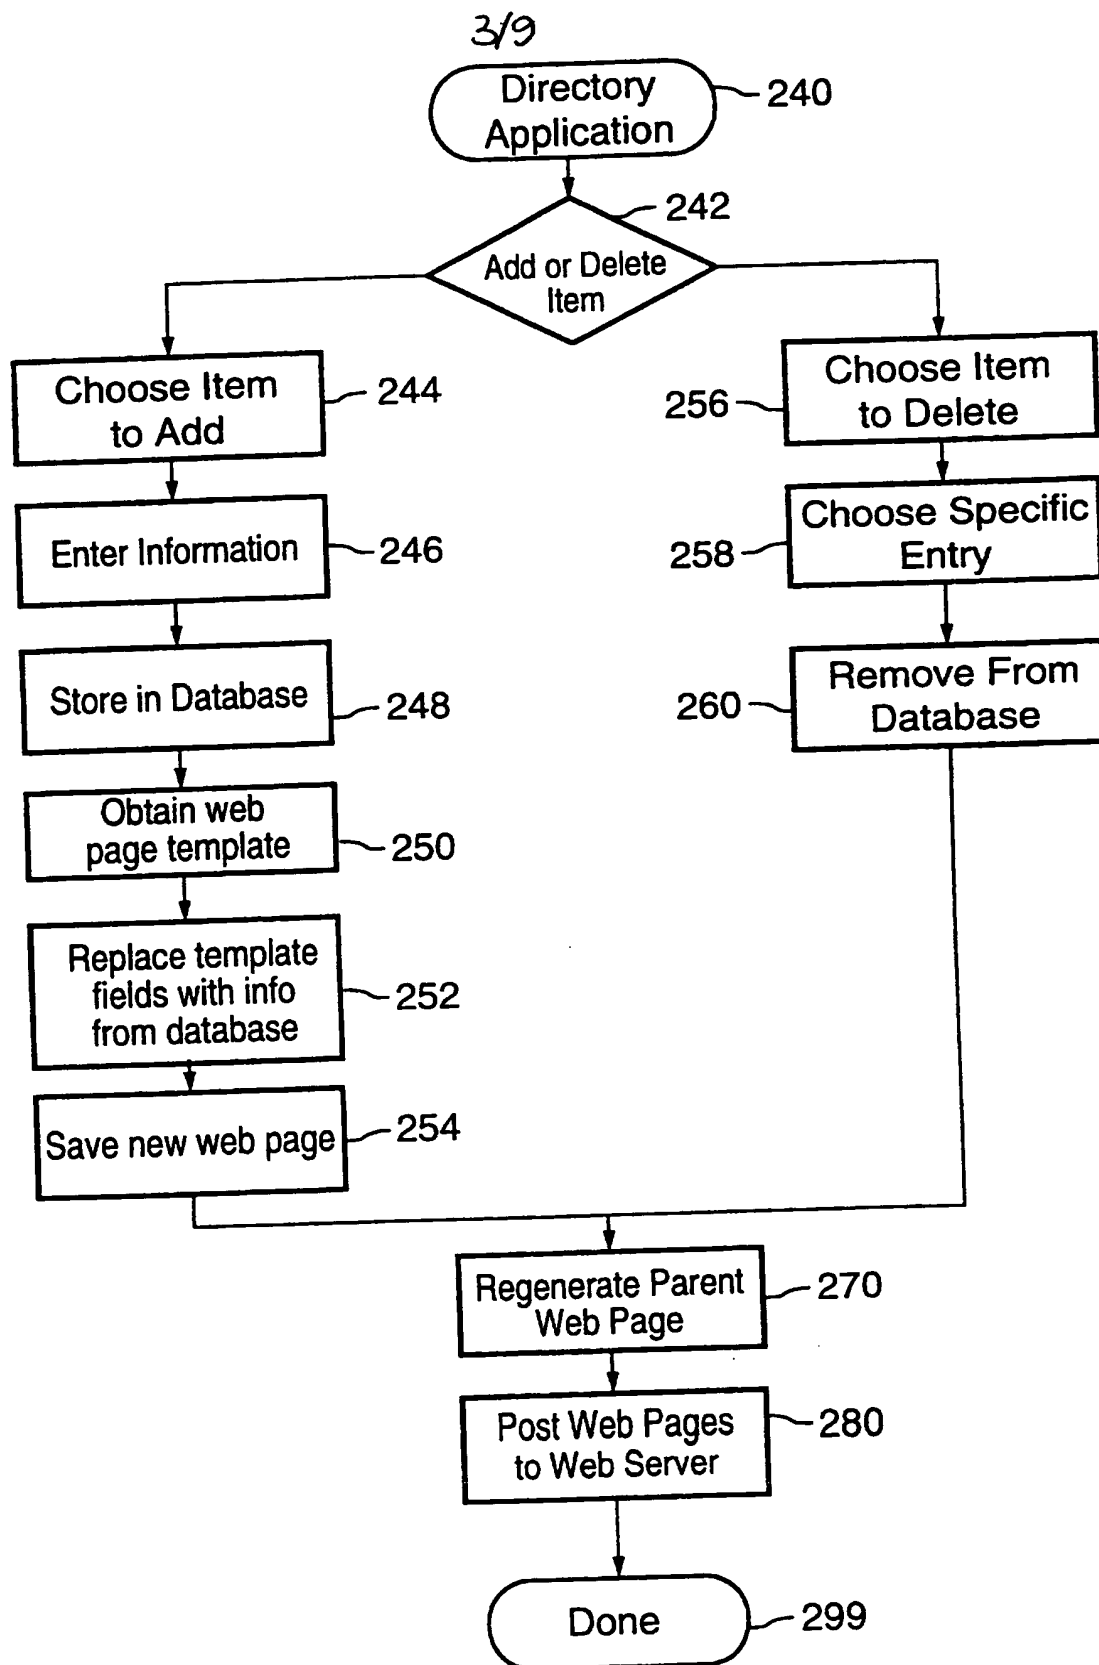 3/9
Directory
Application
240
242
Add or Delete
Item
Choose Item
to Add
244
Enter Information
246
Store in Database
248
Obtain web
page template
250
Replace template
fields with info
from database
252
Save new web page
254
256
Choose Item
to Delete
258
Choose Specific
Entry
260
Remove From
Database
Regenerate Parent
Web Page
270
Post Web Pages
to Web Server
280
Done
299